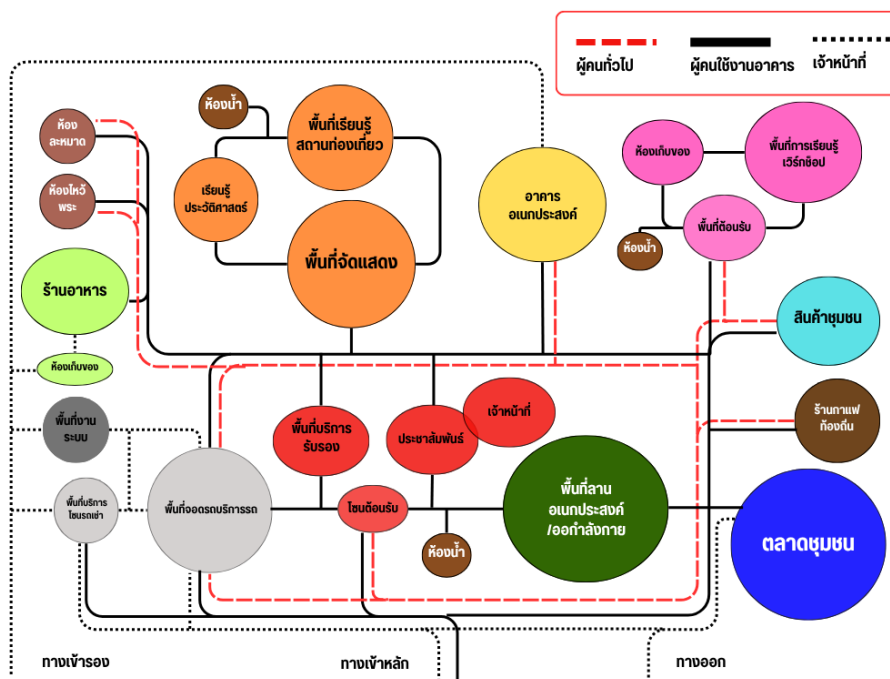 ผู้คนทั่วไป
ผู้คนใช้งานอาคาร
เจ้าหน้าที่
ห้อง
ละหมาด
ห้องไหว้
พระ
ร้านอาหาร
ห้องเก็บของ
ห้องน้ำ
พื้นที่เรียนรู้
สถานท่องเที่ยว
เรียนรู้
ประวัติศาสตร์
พื้นที่จัดแสดง
อาคาร
อเนกประสงค์
ห้องเก็บของ
พื้นที่การเรียนรู้
เวิร์กช็อป
พื้นที่ต้อนรับ
ห้องน้ำ
สินค้าชุมชน
ร้านกาแฟ
ท้องถิ่น
พื้นที่งาน
ระบบ
พื้นที่บริการ
โซนรถเช่า
พื้นที่จอดรถบริการรถ
พื้นที่บริการ
รับรอง
ประชาสัมพันธ์
เจ้าหน้าที่
โซนต้อนรับ
ห้องน้ำ
พื้นที่ลาน
อเนกประสงค์
/ออกำลังกาย
ตลาดชุมชน
ทางเข้ารอง
ทางเข้าหลัก
ทางออก